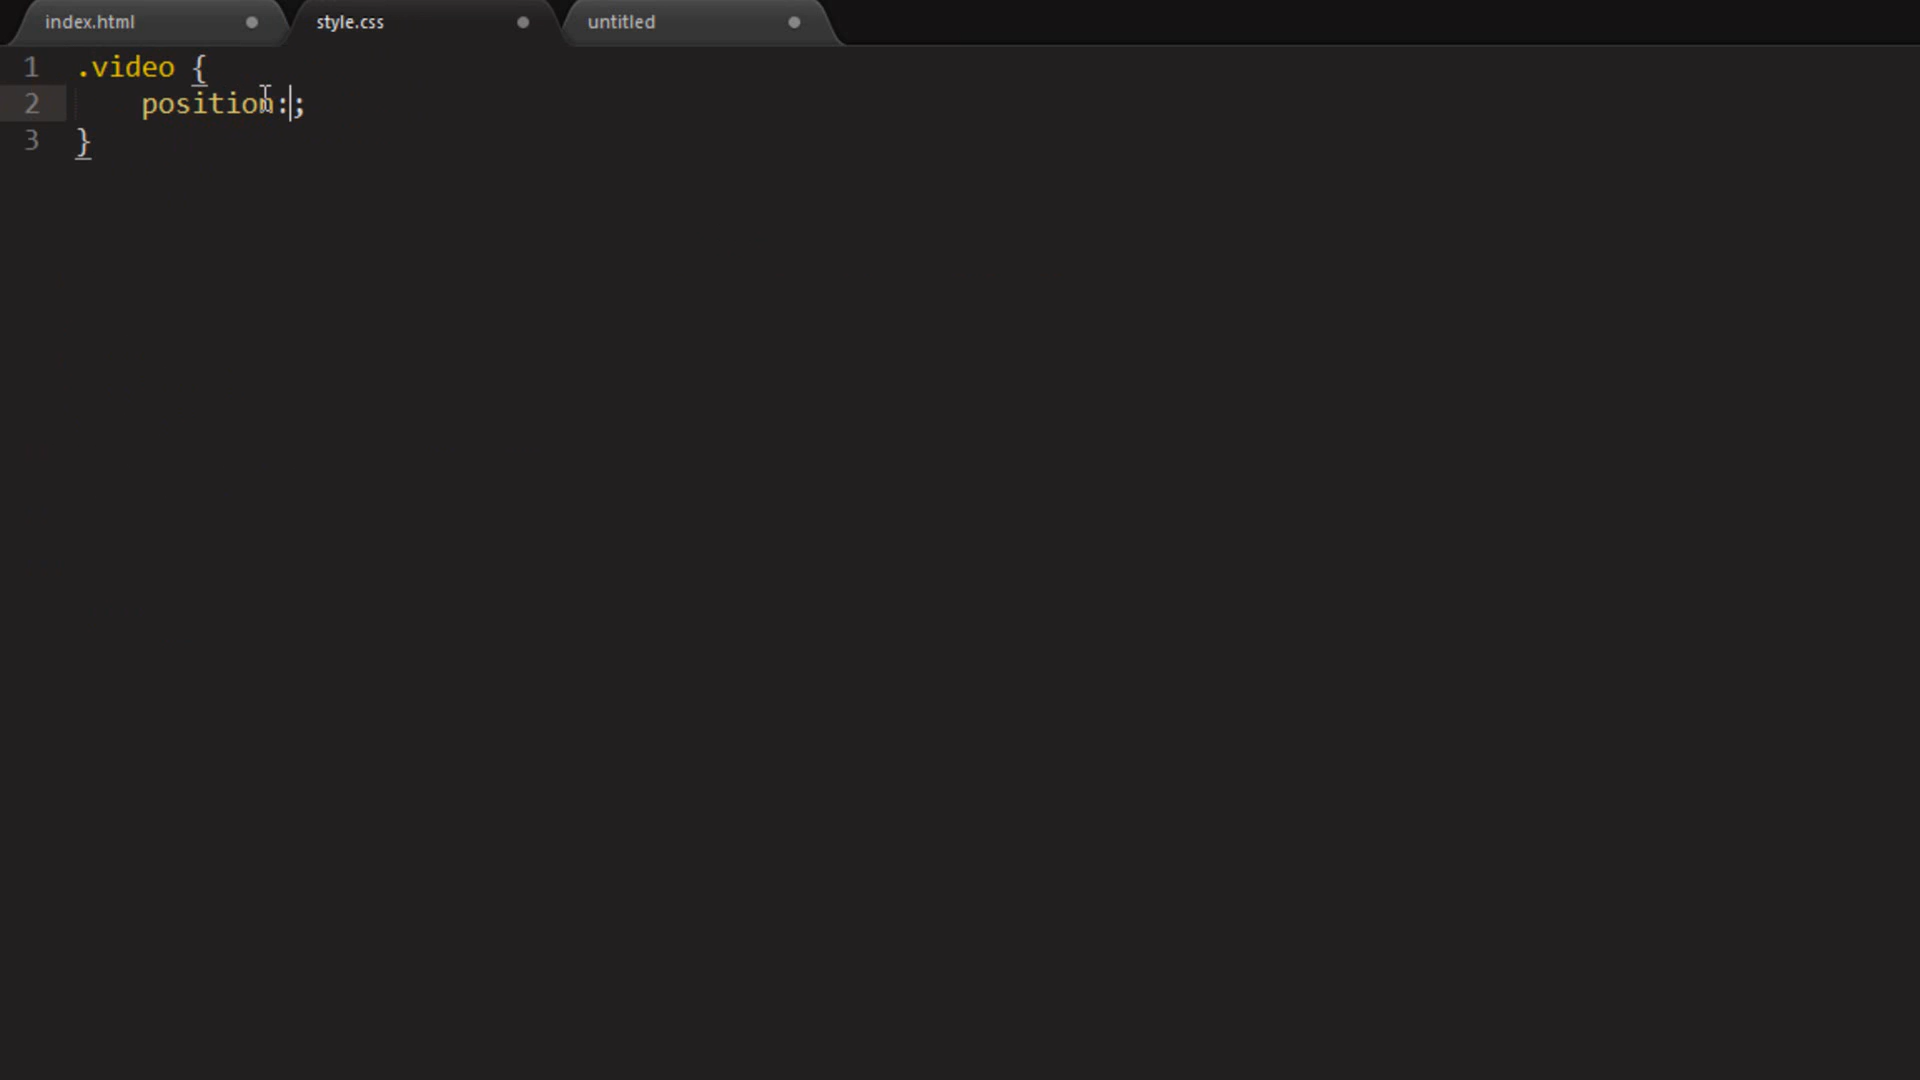 index.html style.css untitled
1 .video {
2 position:;
3 }